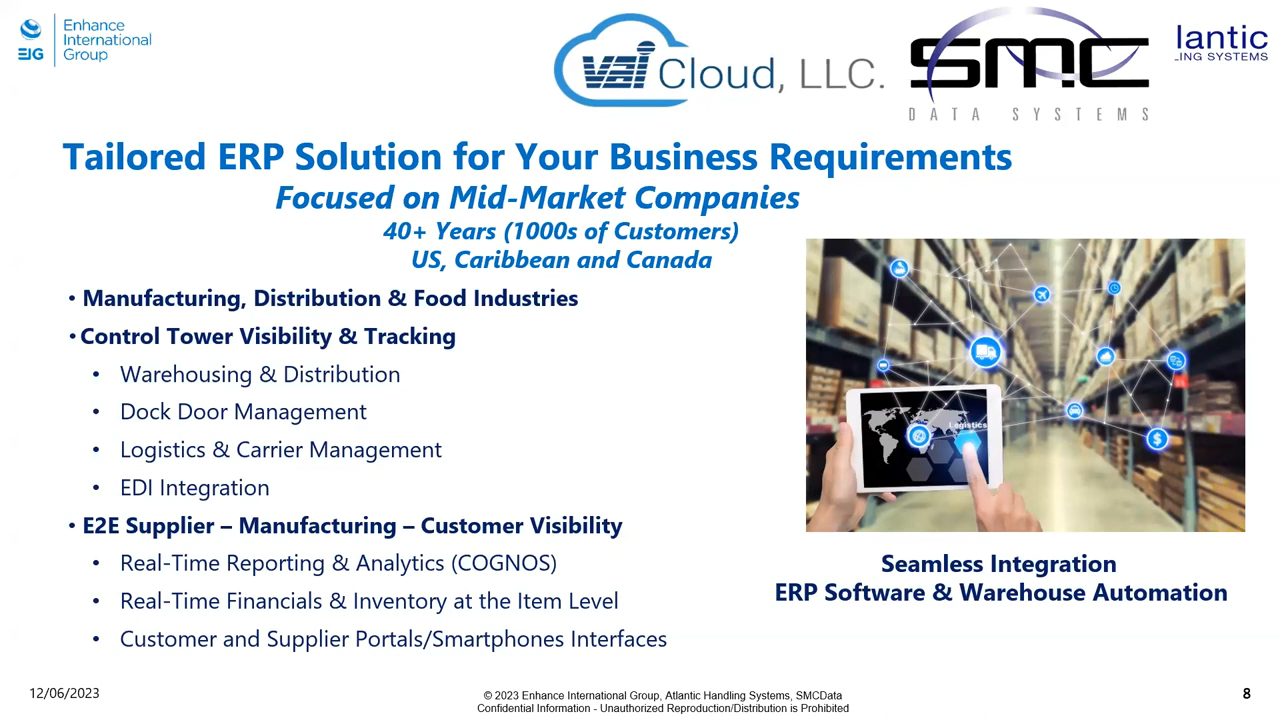 EIG
Enhance
International
Group
vai Cloud, LLC.
SMC
DATA SYSTEMS
lantic
LING SYSTEMS
Tailored ERP Solution for Your Business Requirements
Focused on Mid-Market Companies
40+ Years (1000s of Customers)
US, Caribbean and Canada
• Manufacturing, Distribution & Food Industries
• Control Tower Visibility & Tracking
• Warehousing & Distribution
• Dock Door Management
• Logistics & Carrier Management
• EDI Integration
• E2E Supplier – Manufacturing – Customer Visibility
• Real-Time Reporting & Analytics (COGNOS)
• Real-Time Financials & Inventory at the Item Level
• Customer and Supplier Portals/Smartphones Interfaces
Logistics
$
Seamless Integration
ERP Software & Warehouse Automation
12/06/2023
© 2023 Enhance International Group, Atlantic Handling Systems, SMCData
Confidential Information - Unauthorized Reproduction/Distribution is Prohibited
8